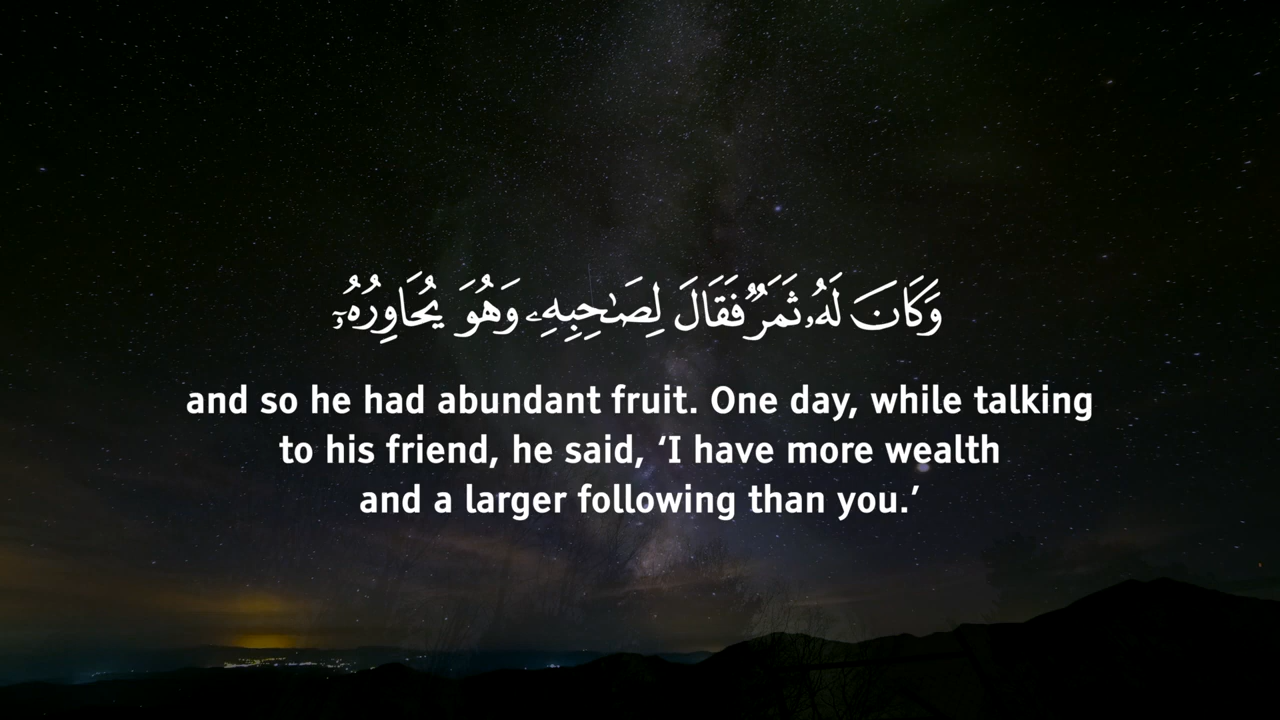 وَكَانَ لَهُۥ ثَمَرٌۭ فَقَالَ لِصَـٰحِبِهِۦ وَهُوَ يُحَاوِرُهُۥٓ
and so he had abundant fruit. One day, while talking
to his friend, he said, ‘I have more wealth
and a larger following than you.’